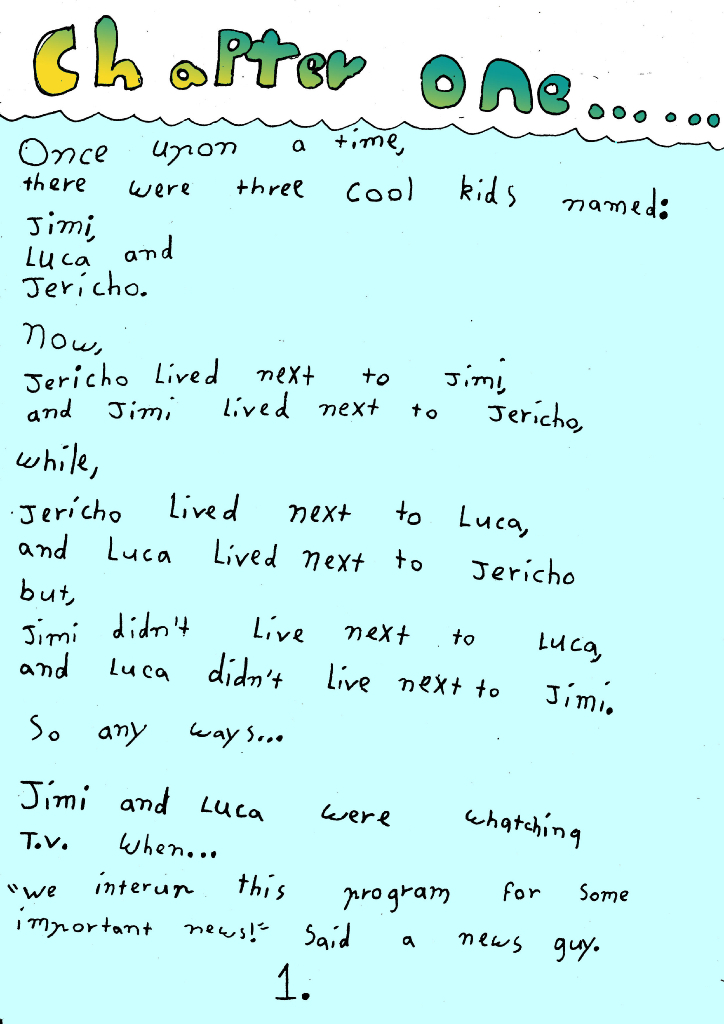 Chapter one........
Once upon a time,
there were three cool kids named:
Jimi,
Luca and
Jericho.
Now,
Jericho Lived next to Jimi,
and Jimi lived next to Jericho,
while,
Jericho lived next to Luca,
and Luca Lived next to Jericho
but,
Jimi didn't Live next to Luca,
and Luca didn't Live next to Jimi.
So any ways...
Jimi and Luca were whatching
T.V. when...
"we interun this program for some
important news!" Said a news guy.
1.